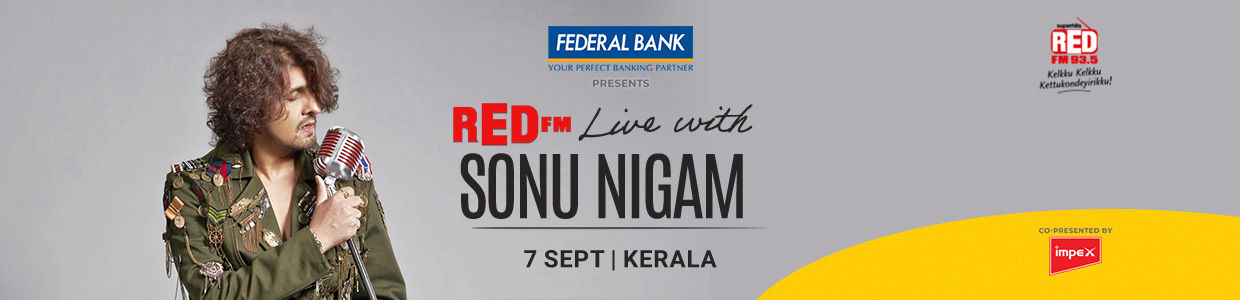 FEDERAL BANK
YOUR PERFECT BANKING PARTNER
PRESENTS
RED FM Live with
SONU NIGAM
7 SEPT | KERALA
superhits
RED
FM 93.5
Kelkku Kelkku
Kettukondeyirikku!
CO-PRESENTED BY
impex